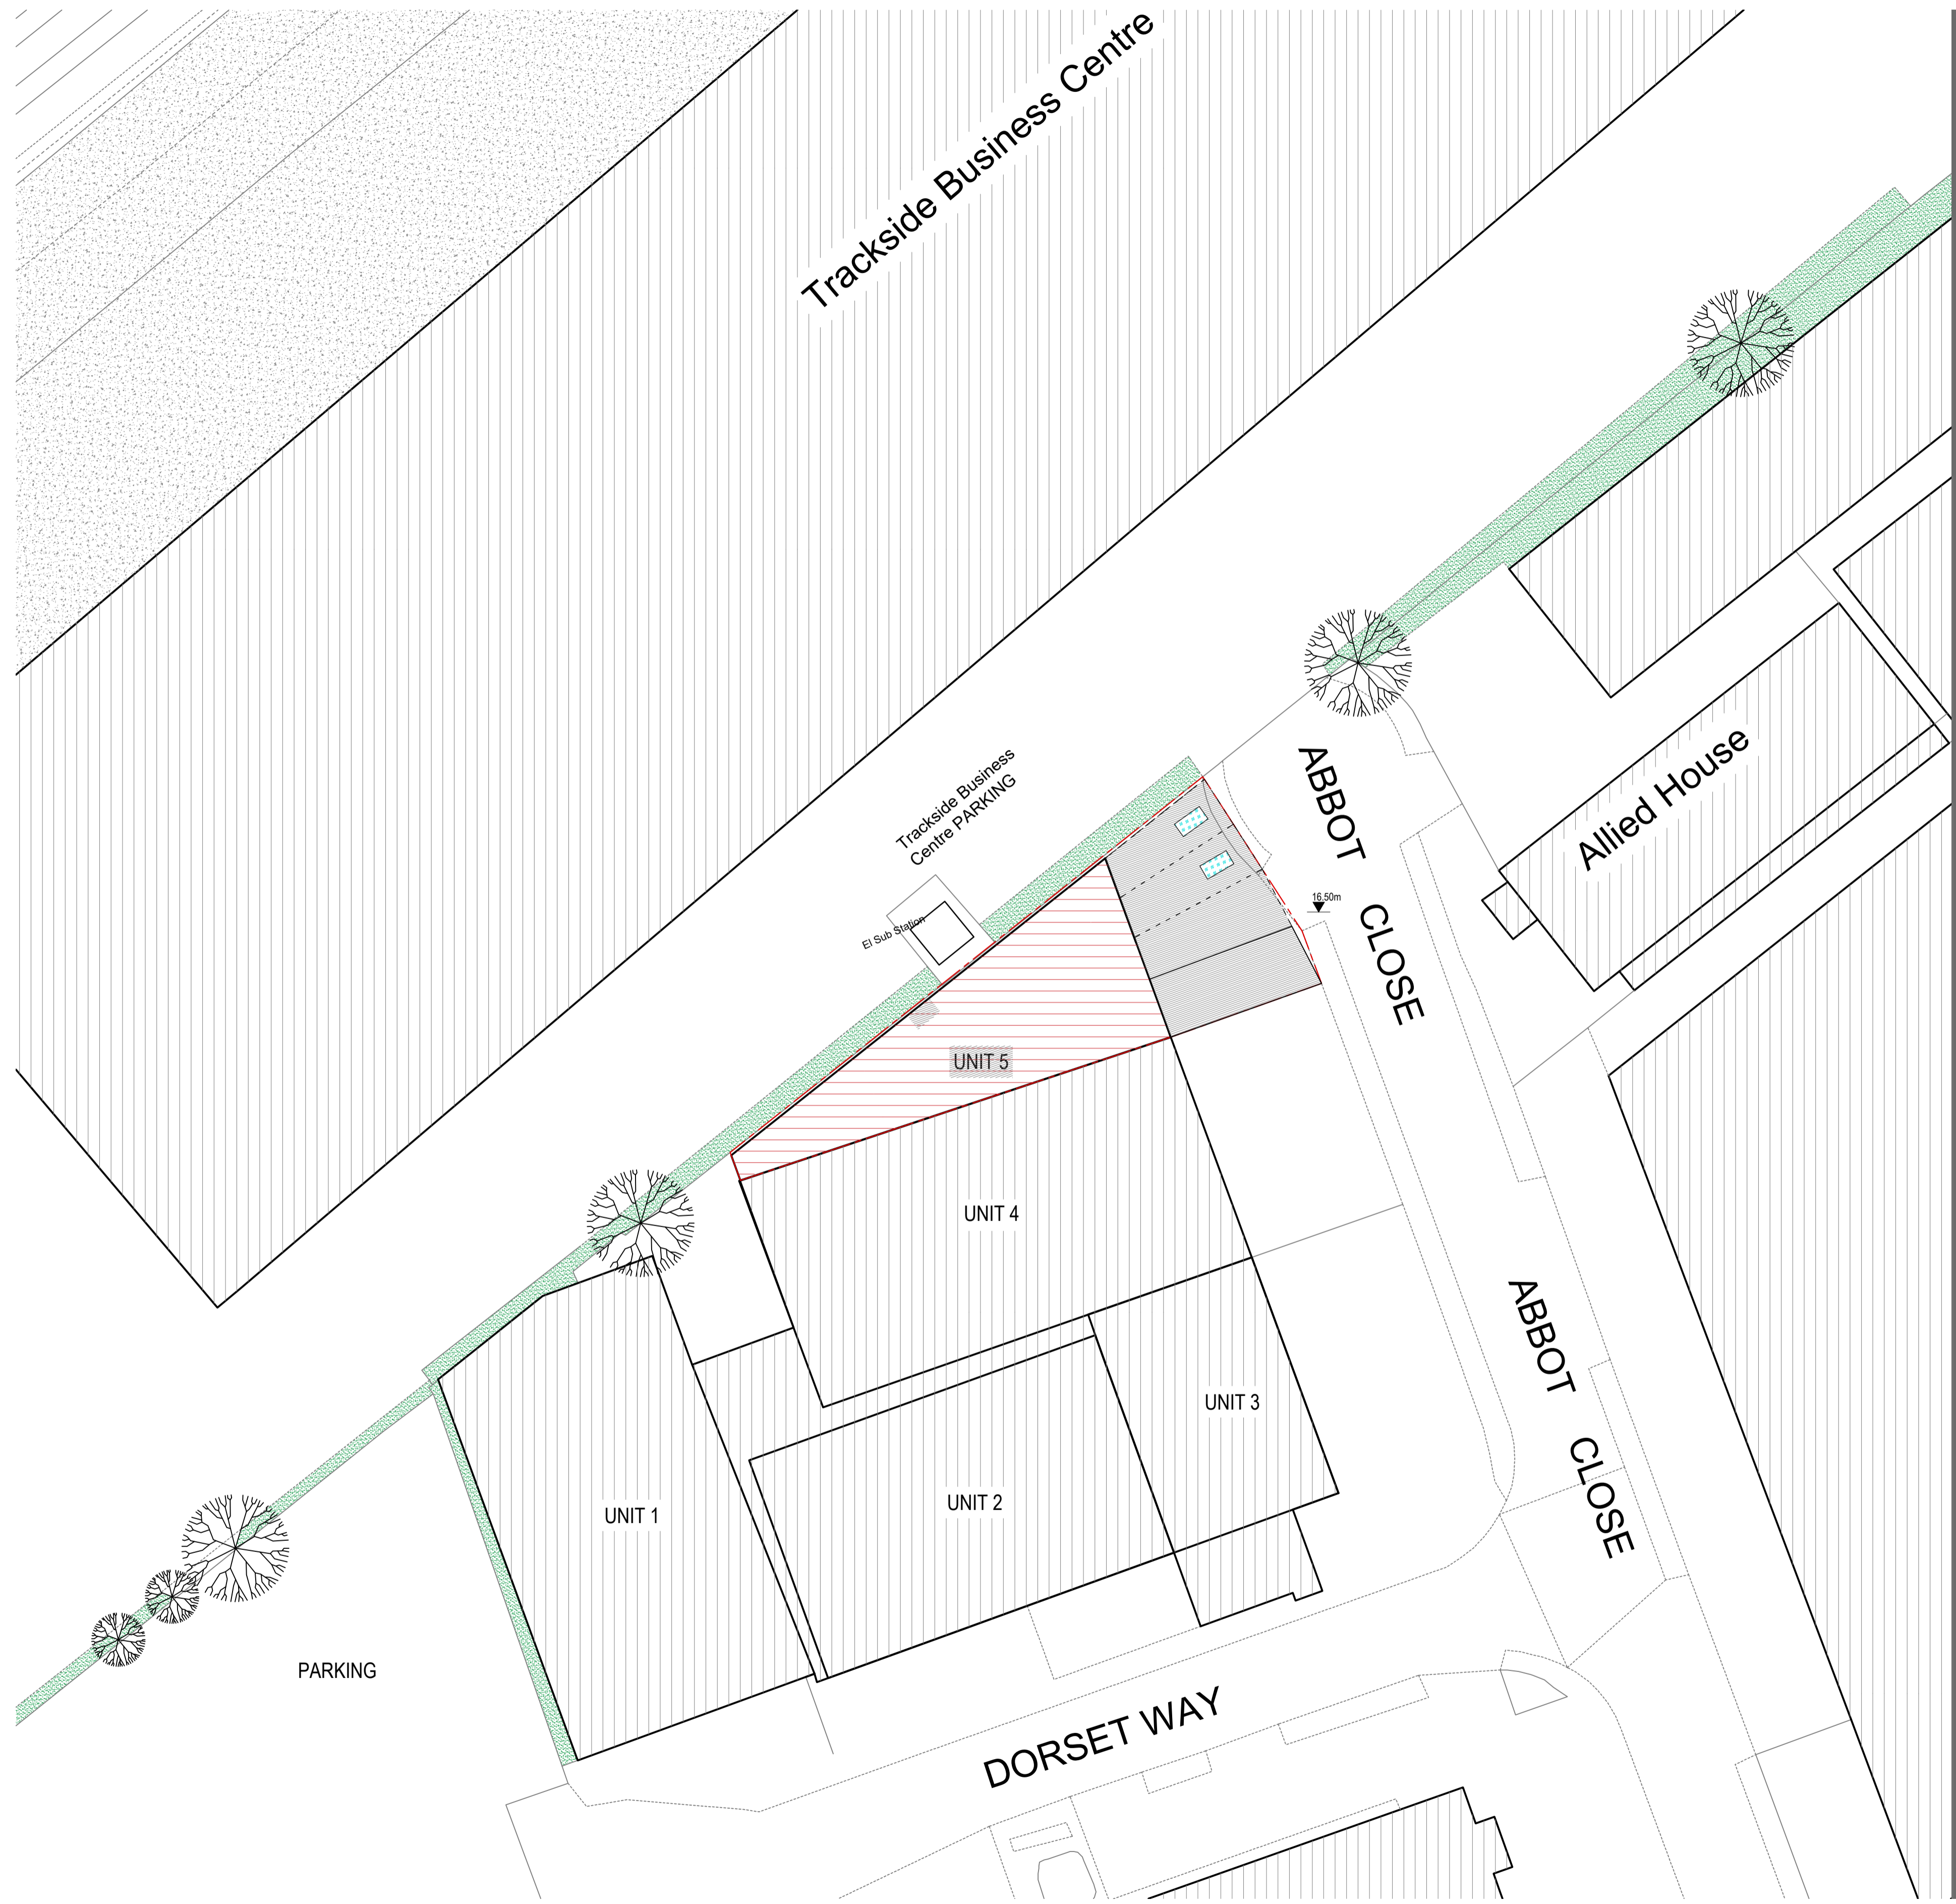 Trackside Business Centre
Trackside Business
Centre PARKING
El Sub Station
ABBOT CLOSE
Allied House
16.50m
UNIT 5
UNIT 4
ABBOT CLOSE
UNIT 3
UNIT 2
UNIT 1
PARKING
DORSET WAY